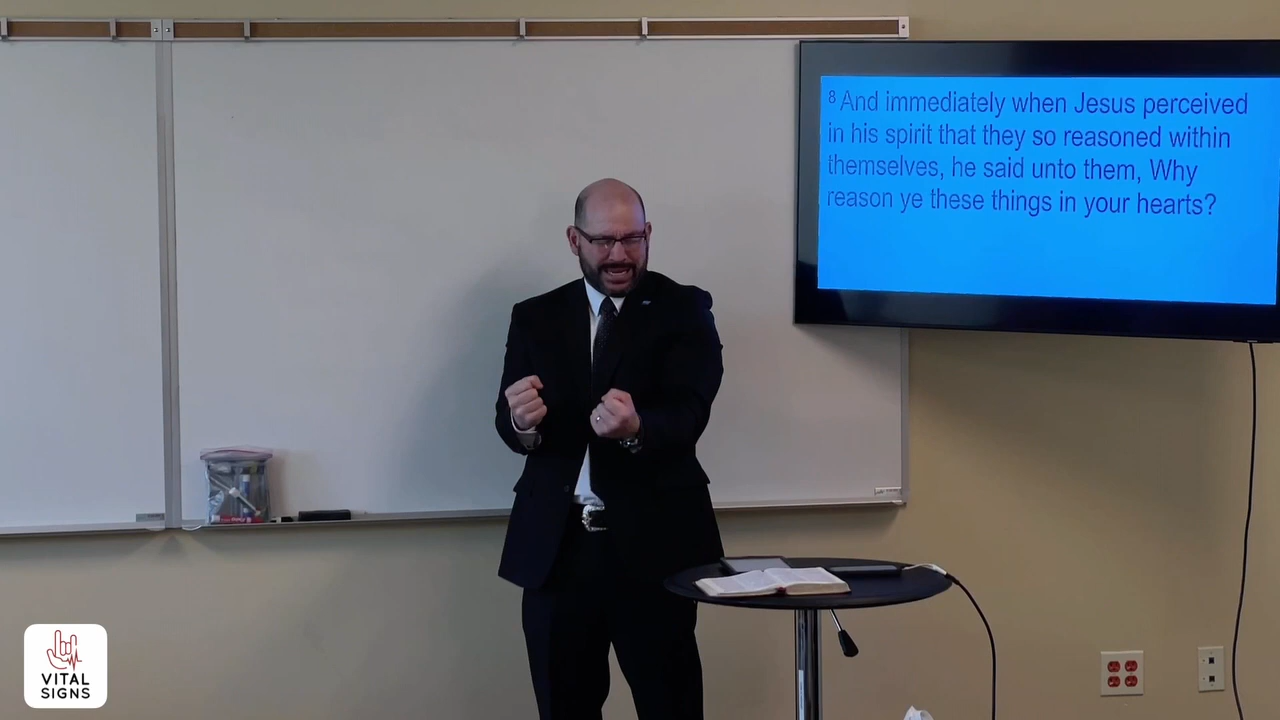 8 And immediately when Jesus perceived
in his spirit that they so reasoned within
themselves, he said unto them, Why
reason ye these things in your hearts?
VITAL
SIGNS